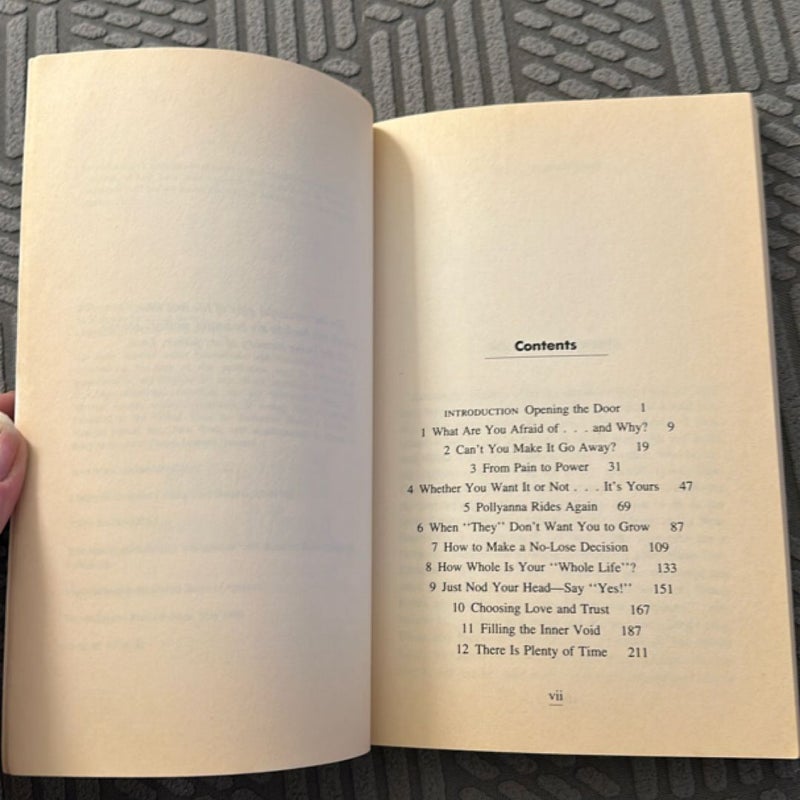 Contents
INTRODUCTION Opening the Door 1
1 What Are You Afraid of . . . and Why? 9
2 Can't You Make It Go Away? 19
3 From Pain to Power 31
4 Whether You Want It or Not . . . It's Yours 47
5 Pollyanna Rides Again 69
6 When "They" Don't Want You to Grow 87
7 How to Make a No-Lose Decision 109
8 How Whole Is Your "Whole Life"? 133
9 Just Nod Your Head—Say "Yes!" 151
10 Choosing Love and Trust 167
11 Filling the Inner Void 187
12 There Is Plenty of Time 211
vii